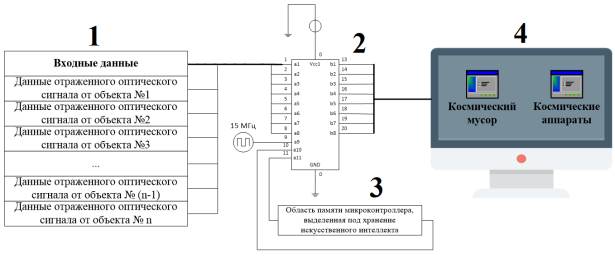 1
Входные данные
Данные отраженного оптического
сигнала от объекта №1
Данные отраженного оптического
сигнала от объекта №2
Данные отраженного оптического
сигнала от объекта №3
...
Данные отраженного оптического
сигнала от объекта № (n-1)
Данные отраженного оптического
сигнала от объекта № n
2
0
Vcc1
1 a1 b1 13
2 a2 b2 14
3 a3 b3 15
4 a4 b4 16
5 a5 b5 17
6 a6 b6 18
7 a7 b7 19
8 a8 b8 20
15 МГц
9 a9
10 a10
11 a11
GND
0
3
Область памяти микроконтроллера,
выделенная под хранение
искусственного интеллекта
4
Космический
мусор
Космические
аппараты